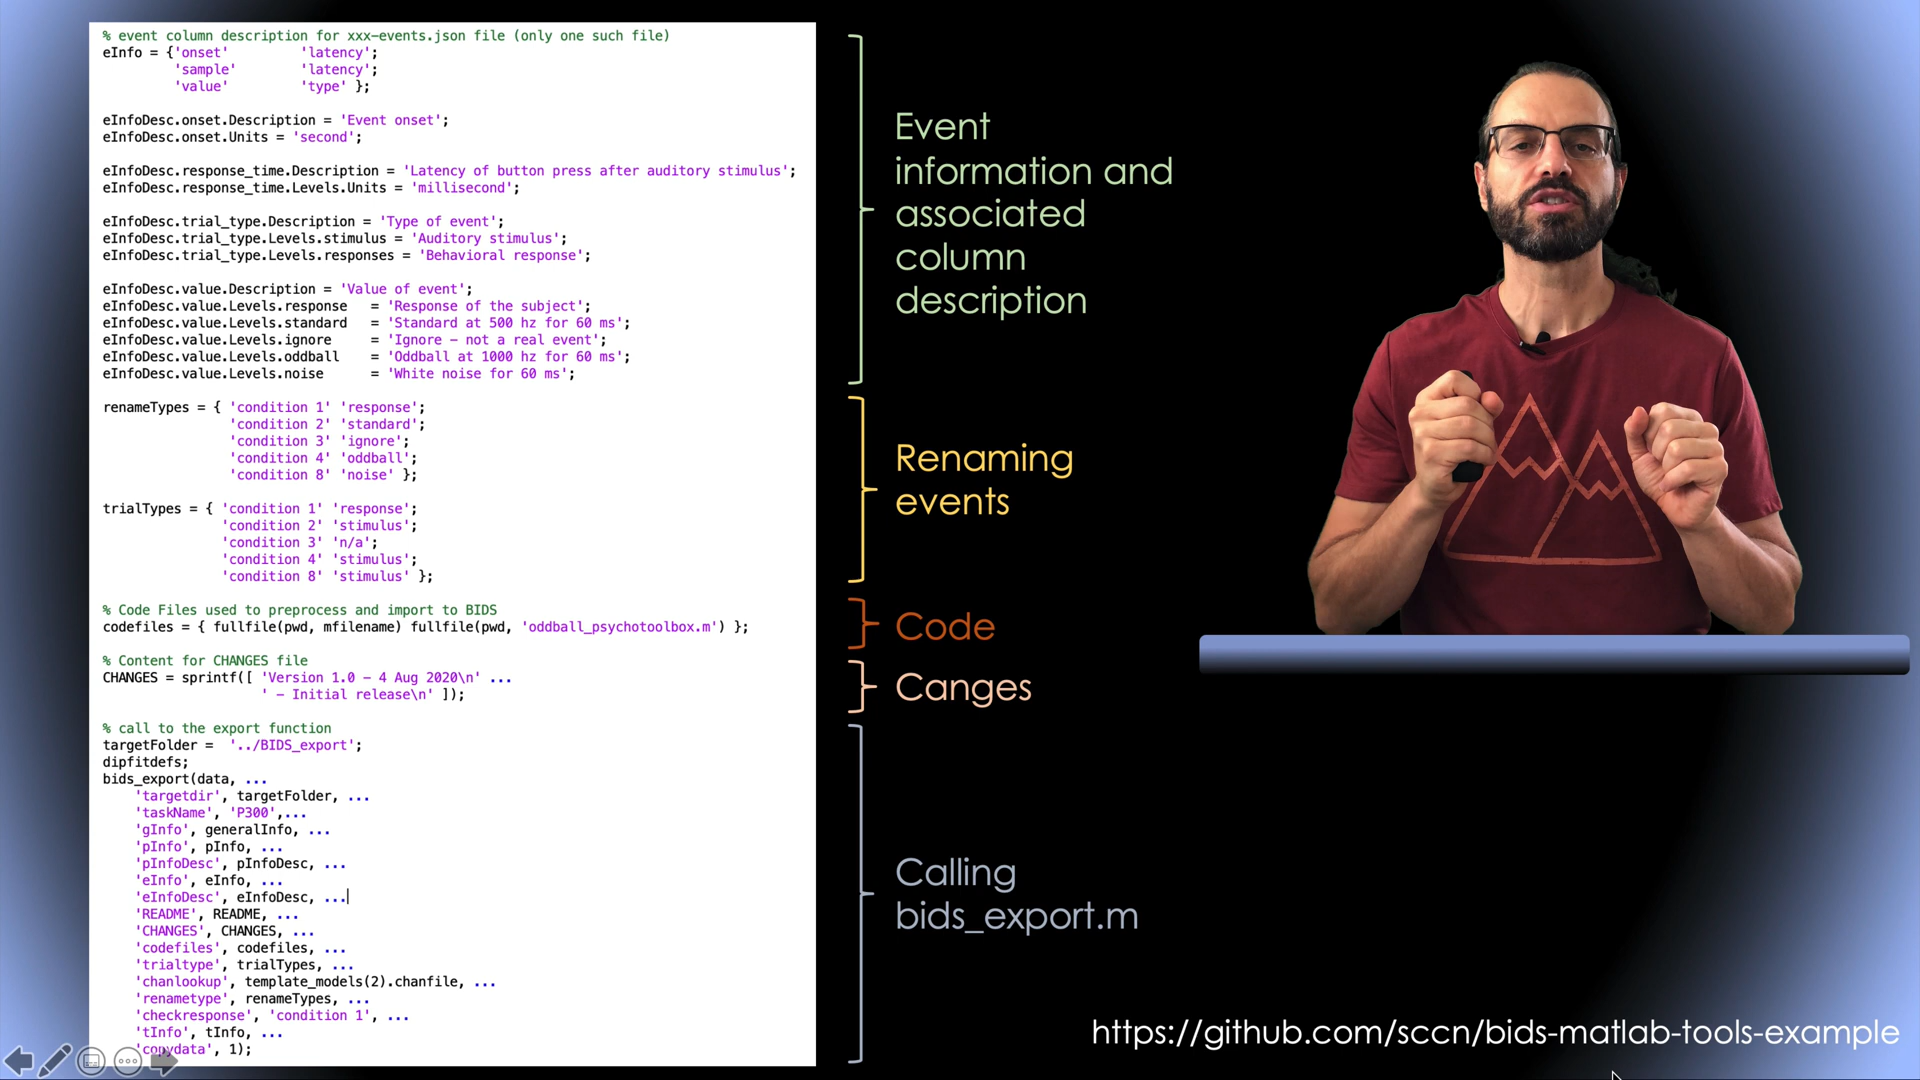 % event column description for xxx-events.json file (only one such file)
eInfo = {'onset' 'latency';
'sample' 'latency';
'value' 'type' };
eInfoDesc.onset.Description = 'Event onset';
eInfoDesc.onset.Units = 'second';
eInfoDesc.response_time.Description = 'Latency of button press after auditory stimulus';
eInfoDesc.response_time.Levels.Units = 'millisecond';
eInfoDesc.trial_type.Description = 'Type of event';
eInfoDesc.trial_type.Levels.stimulus = 'Auditory stimulus';
eInfoDesc.trial_type.Levels.responses = 'Behavioral response';
eInfoDesc.value.Description = 'Value of event';
eInfoDesc.value.Levels.response = 'Response of the subject';
eInfoDesc.value.Levels.standard = 'Standard at 500 hz for 60 ms';
eInfoDesc.value.Levels.ignore = 'Ignore – not a real event';
eInfoDesc.value.Levels.oddball = 'Oddball at 1000 hz for 60 ms';
eInfoDesc.value.Levels.noise = 'White noise for 60 ms';
renameTypes = { 'condition 1' 'response';
'condition 2' 'standard';
'condition 3' 'ignore';
'condition 4' 'oddball';
'condition 8' 'noise' };
trialTypes = { 'condition 1' 'response';
'condition 2' 'stimulus';
'condition 3' 'n/a';
'condition 4' 'stimulus';
'condition 8' 'stimulus' };
% Code Files used to preprocess and import to BIDS
codefiles = { fullfile(pwd, mfilename) fullfile(pwd, 'oddball_psychotoolbox.m') };
% Content for CHANGES file
CHANGES = sprintf([ 'Version 1.0 – 4 Aug 2020\n' ...
' – Initial release\n' ]);
% call to the export function
targetFolder = '../BIDS_export';
dipfitdefs;
bids_export(data, ...
'targetdir', targetFolder, ...
'taskName', 'P300',...
'gInfo', generalInfo, ...
'pInfo', pInfo, ...
'pInfoDesc', pInfoDesc, ...
'eInfo', eInfo, ...
'eInfoDesc', eInfoDesc, ...
'README', README, ...
'CHANGES', CHANGES, ...
'codefiles', codefiles, ...
'trialtype', trialTypes, ...
'chanlookup', template_models(2).chanfile, ...
'renametype', renameTypes, ...
'checkresponse', 'condition 1', ...
'tInfo', tInfo, ...
'copydata', 1);
Event
information and
associated
column
description
Renaming
events
Code
Canges
Calling
bids_export.m
https://github.com/sccn/bids-matlab-tools-example